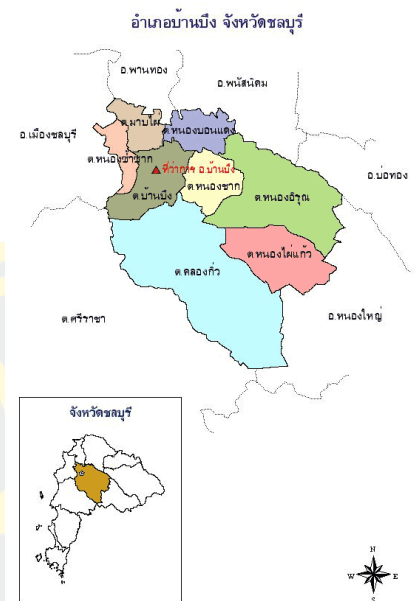 อำเภอบ้านบึง จังหวัดชลบุรี
อ.พานทอง
อ.พนัสนิคม
ต.มาบไผ่
อ.เมืองชลบุรี
ต.หนองบอนแดง
ต.หนองซ้ำซาก
ที่ว่าการ อ.บ้านบึง
อ.บ่อทอง
ต.หนองชาก
ต.บ้านบึง
ต.หนองอิรุณ
ต.หนองไผ่แก้ว
ต.คลองกิ่ว
ต.ศรีราชา
อ.หนองใหญ่
จังหวัดชลบุรี
N
W E
S